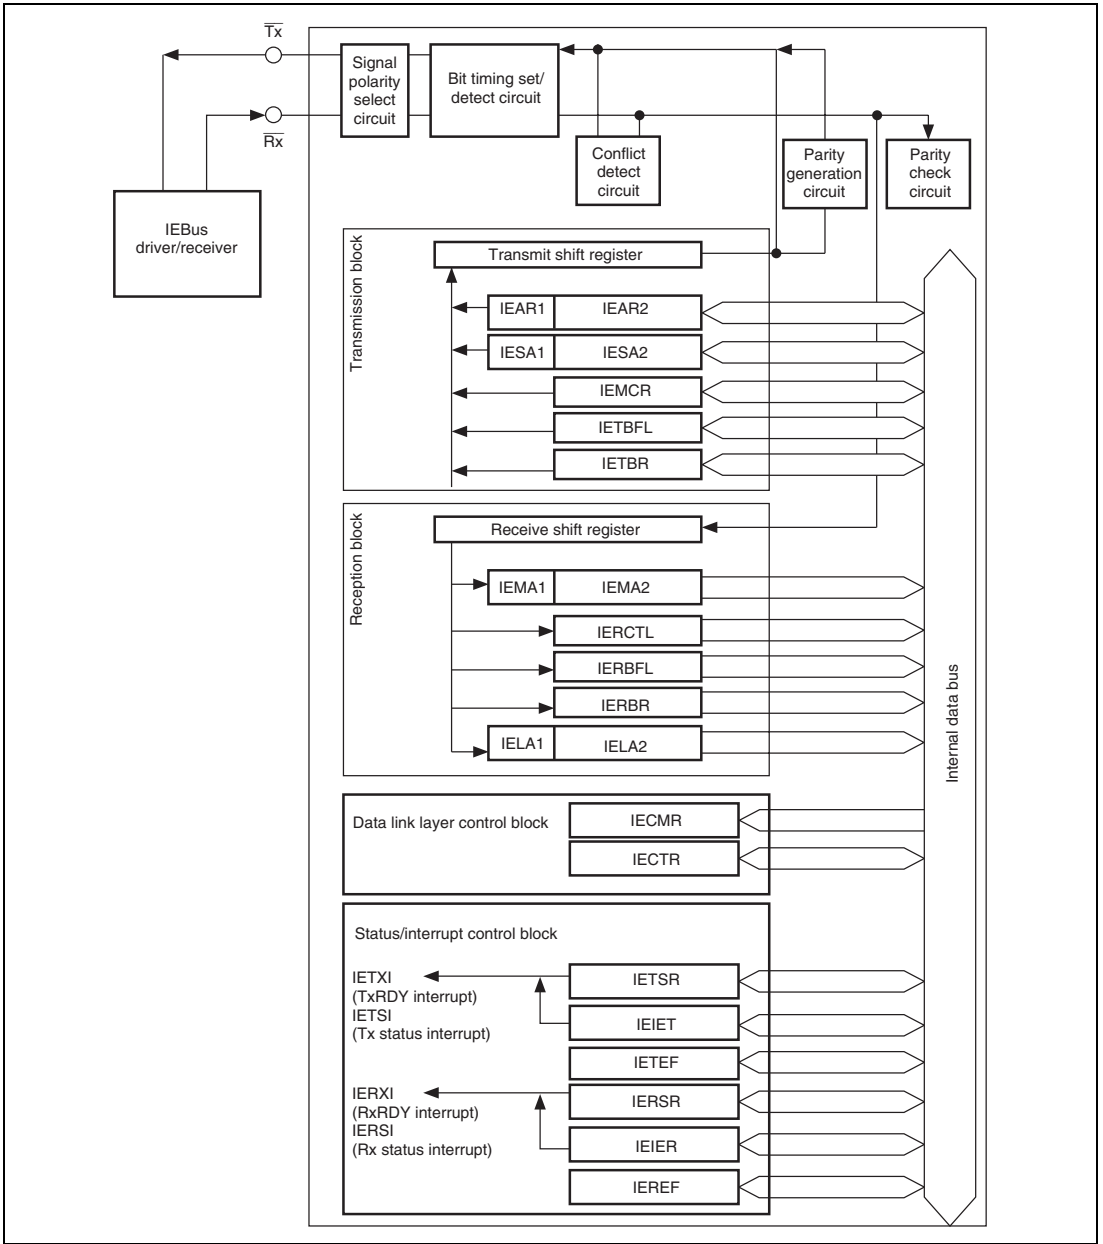 Tx
Signal
polarity
select
circuit
Bit timing set/
detect circuit
Rx
Conflict
detect
circuit
Parity
generation
circuit
Parity
check
circuit
IEBus
driver/receiver
Transmission block
Transmit shift register
IEAR1 IEAR2
IESA1 IESA2
IEMCR
IETBFL
IETBR
Reception block
Receive shift register
IEMA1 IEMA2
IERCTL
IERBFL
IERBR
IELA1 IELA2
Internal data bus
Data link layer control block
IECMR
IECTR
Status/interrupt control block
IETXI
(TxRDY interrupt)
IETSI
(Tx status interrupt)
IETSR
IEIET
IETEF
IERXI
(RxRDY interrupt)
IERSI
(Rx status interrupt)
IERSR
IEIER
IEREF